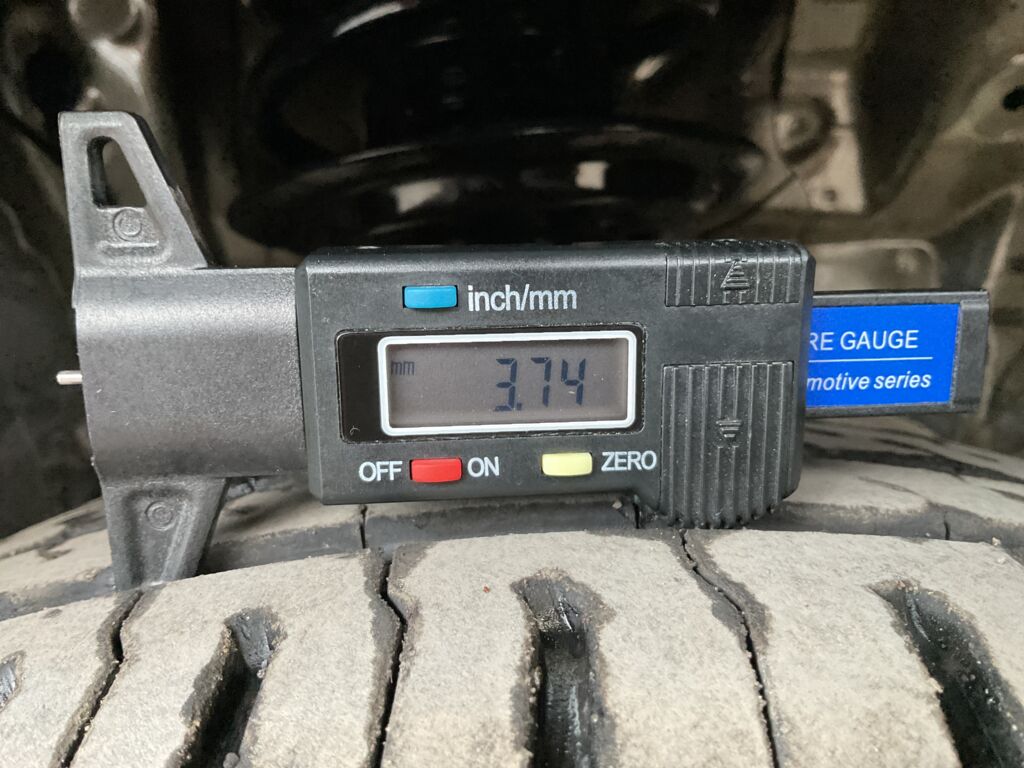 inch/mm
mm 3.74
OFF ON ZERO
RE GAUGE
motive series